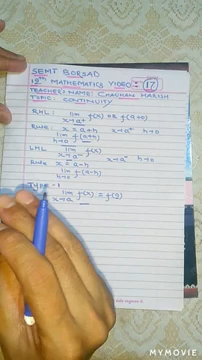 SEMT BORSAD
12th MATHEMATICS VIDEO:- 17
TEACHER'S NAME: CHAUHAN HARISH
TOPIC: CONTINUITY
RHL: lim x→a⁺ f(x) OR f(a+0)
RULE: x = a+h x→a⁺ h→0
lim h→0 f(a+h)
LHL lim x→a⁻ f(x)
RULE x = a-h x→a⁻ h→0
lim h→0 f(a-h)
TYPE-1
lim x→a f(x) = f(a)
MYMOVIE